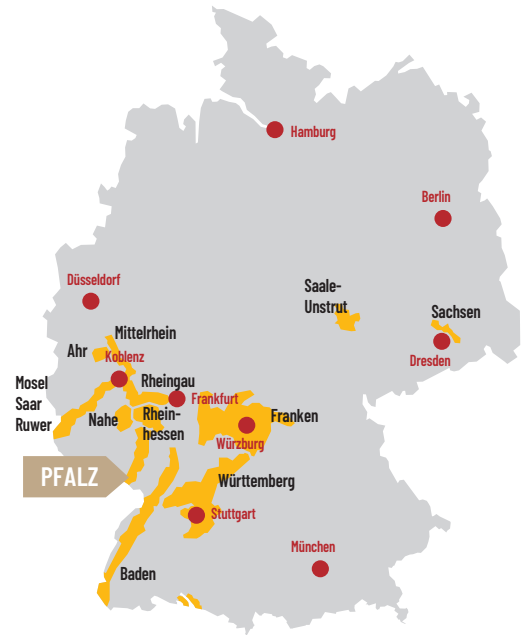 Hamburg
Berlin
Düsseldorf
Saale-
Unstrut
Sachsen
Mittelrhein
Ahr
Koblenz
Dresden
Mosel
Saar
Ruwer
Rheingau
Frankfurt
Nahe
Rhein-
hessen
Franken
Würzburg
PFALZ
Württemberg
Stuttgart
München
Baden